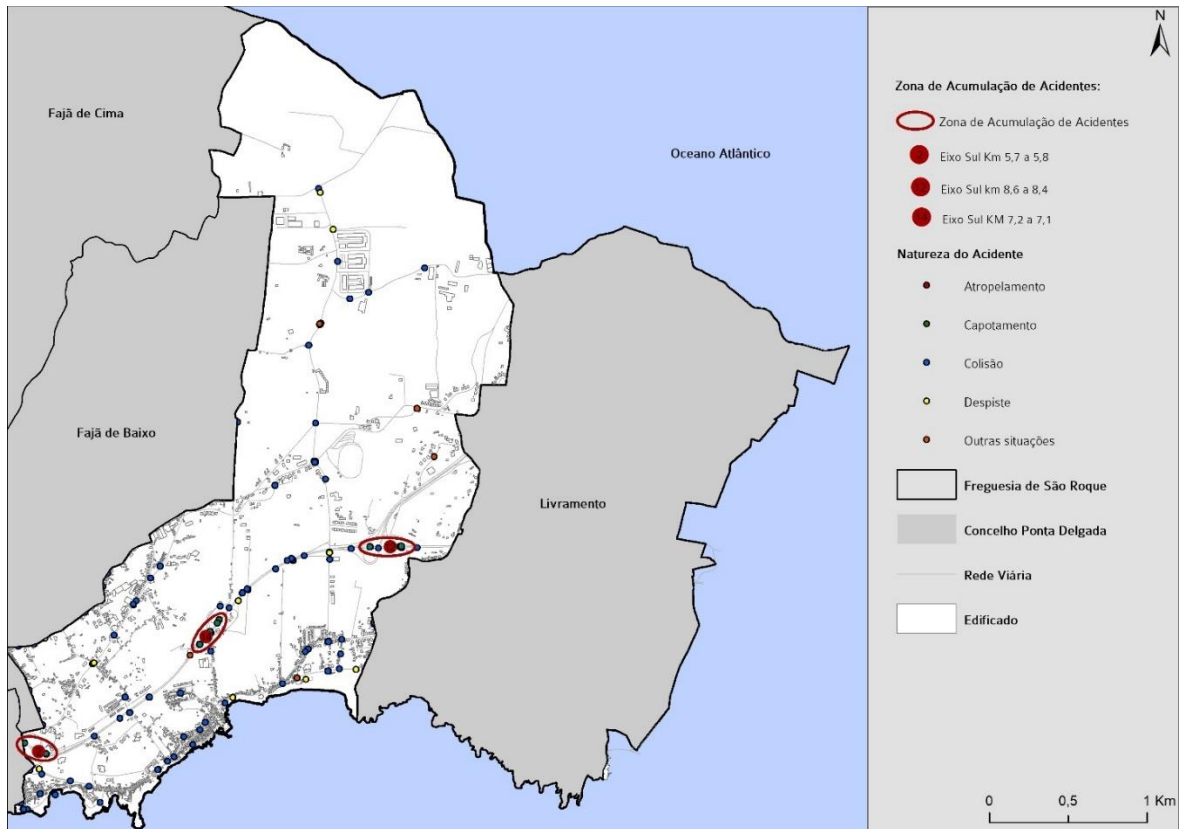 Fajã de Cima
Oceano Atlântico
Fajã de Baixo
Livramento
N
Zona de Acumulação de Acidentes:
Zona de Acumulação de Acidentes
Eixo Sul Km 5,7 a 5,8
Eixo Sul km 8,6 a 8,4
Eixo Sul KM 7,2 a 7,1
Natureza do Acidente
Atropelamento
Capotamento
Colisão
Despiste
Outras situações
Freguesia de São Roque
Concelho Ponta Delgada
Rede Viária
Edificado
0 0,5 1 Km